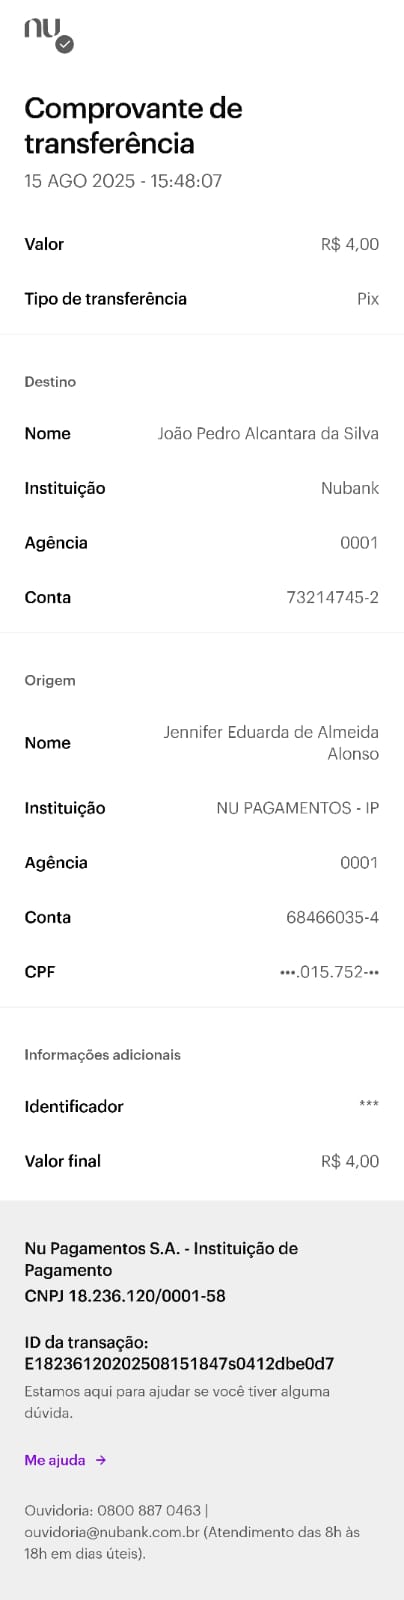 nu
Comprovante de
transferência
15 AGO 2025 - 15:48:07
Valor R$ 4,00
Tipo de transferência Pix
Destino
Nome João Pedro Alcantara da Silva
Instituição Nubank
Agência 0001
Conta 73214745-2
Origem
Nome Jennifer Eduarda de Almeida
Alonso
Instituição NU PAGAMENTOS - IP
Agência 0001
Conta 68466035-4
CPF •••.015.752-••
Informações adicionais
Identificador ***
Valor final R$ 4,00
Nu Pagamentos S.A. - Instituição de
Pagamento
CNPJ 18.236.120/0001-58
ID da transação:
E18236120202508151847s0412dbe0d7
Estamos aqui para ajudar se você tiver alguma
dúvida.
Me ajuda →
Ouvidoria: 0800 887 0463 |
ouvidoria@nubank.com.br (Atendimento das 8h às
18h em dias úteis).